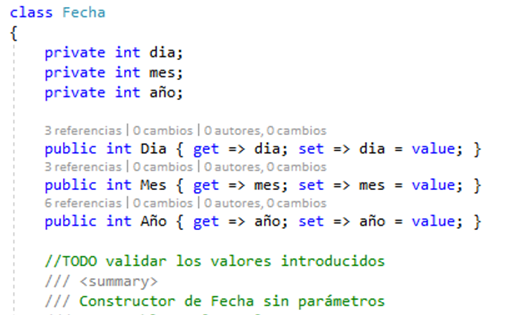 class Fecha
{
private int dia;
private int mes;
private int año;
3 referencias | 0 cambios | 0 autores, 0 cambios
public int Dia { get => dia; set => dia = value; }
3 referencias | 0 cambios | 0 autores, 0 cambios
public int Mes { get => mes; set => mes = value; }
6 referencias | 0 cambios | 0 autores, 0 cambios
public int Año { get => año; set => año = value; }
//TODO validar los valores introducidos
/// <summary>
/// Constructor de Fecha sin parámetros